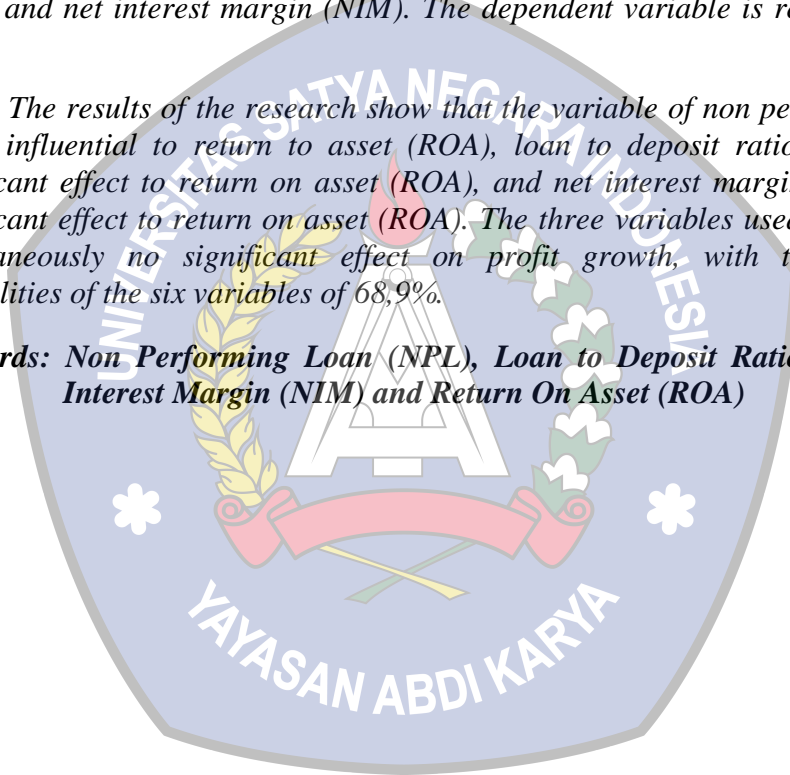 and net interest margin (NIM). The dependent variable is re
The results of the research show that the variable of non pe
influential to return to asset (ROA), loan to deposit ratio
cant effect to return on asset (ROA), and net interest margin
cant effect to return on asset (ROA). The three variables used
aneously no significant effect on profit growth, with t
lities of the six variables of 68,9%.
rds: Non Performing Loan (NPL), Loan to Deposit Ratio
Interest Margin (NIM) and Return On Asset (ROA)
UNIVERSITAS SATYA NEGARA INDONESIA
YAYASAN ABDI KARYA